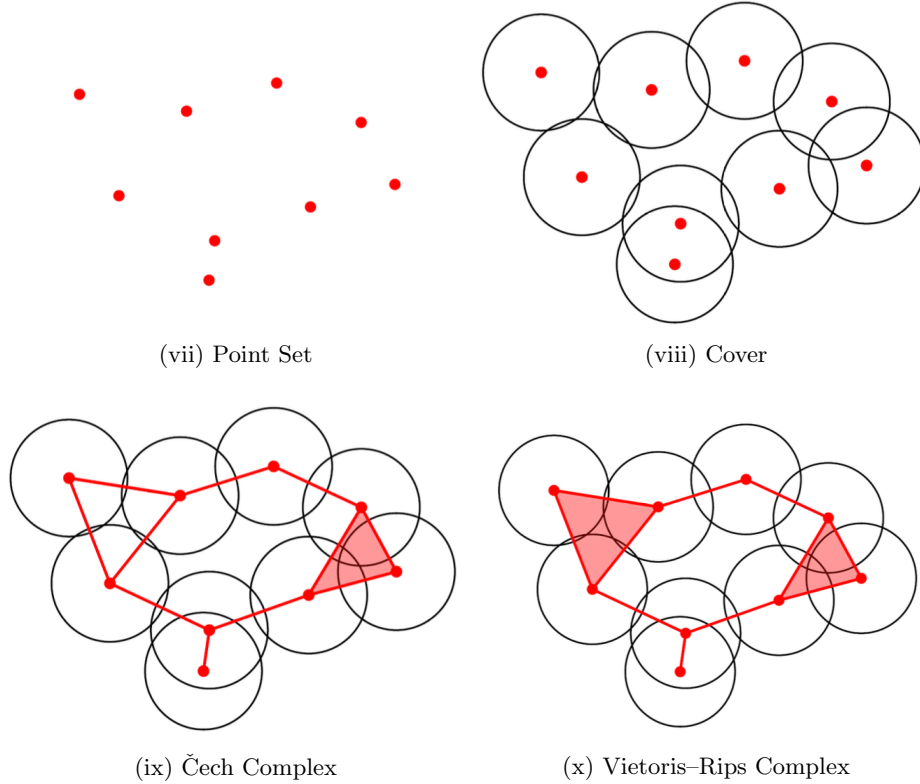 (vii) Point Set
(viii) Cover
(ix) Čech Complex
(x) Vietoris–Rips Complex